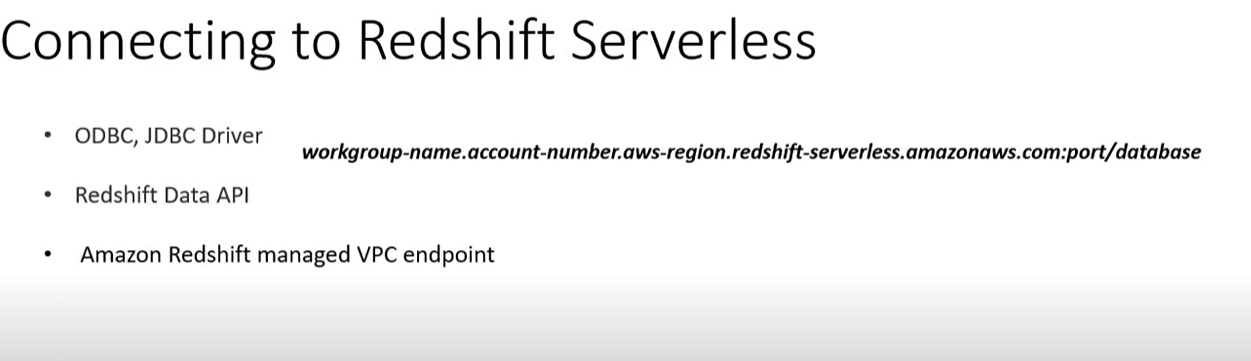 Connecting to Redshift Serverless
• ODBC, JDBC Driver
workgroup-name.account-number.aws-region.redshift-serverless.amazonaws.com:port/database
• Redshift Data API
• Amazon Redshift managed VPC endpoint